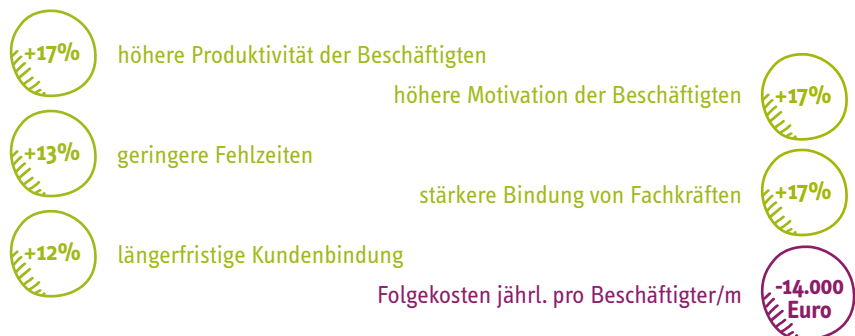 +17% höhere Produktivität der Beschäftigten
höhere Motivation der Beschäftigten +17%
+13% geringere Fehlzeiten
stärkere Bindung von Fachkräften +17%
+12% längerfristige Kundenbindung
Folgekosten jährl. pro Beschäftigter/m -14.000
Euro